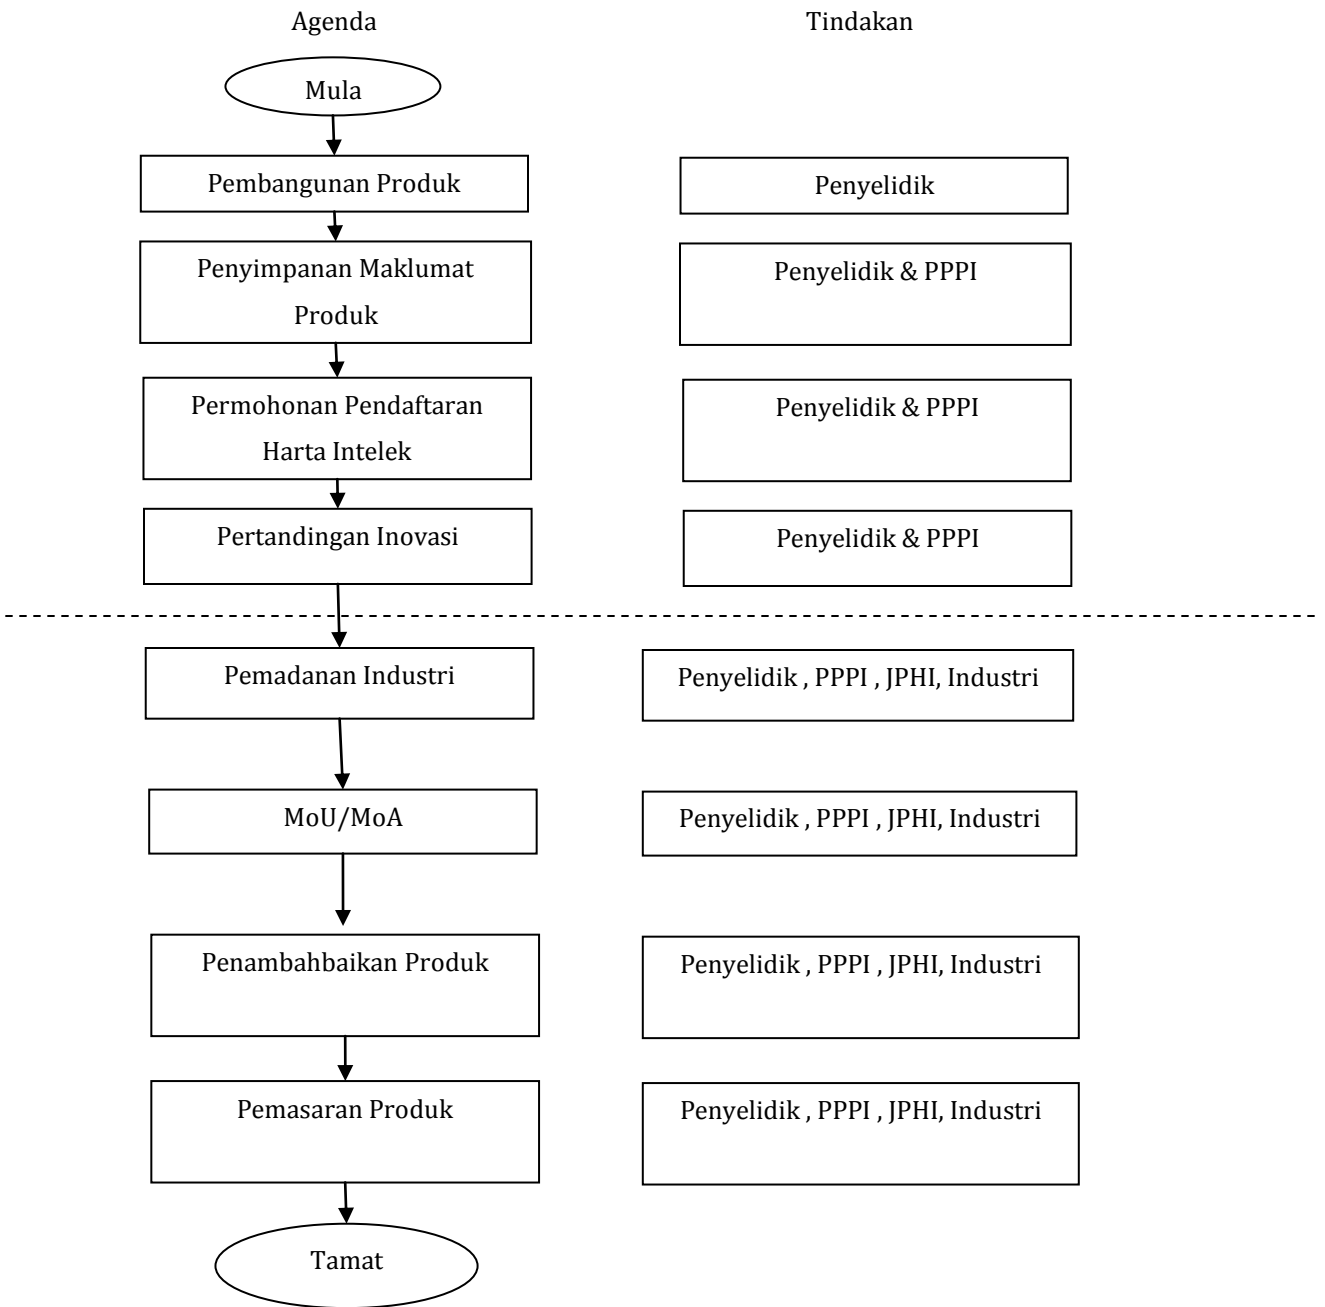 Agenda
Tindakan
Mula
Pembangunan Produk
Penyelidik
Penyimpanan Maklumat
Produk
Penyelidik & PPPI
Permohonan Pendaftaran
Harta Intelek
Penyelidik & PPPI
Pertandingan Inovasi
Penyelidik & PPPI
Pemadanan Industri
Penyelidik , PPPI , JPHI, Industri
MoU/MoA
Penyelidik , PPPI , JPHI, Industri
Penambahbaikan Produk
Penyelidik , PPPI , JPHI, Industri
Pemasaran Produk
Penyelidik , PPPI , JPHI, Industri
Tamat